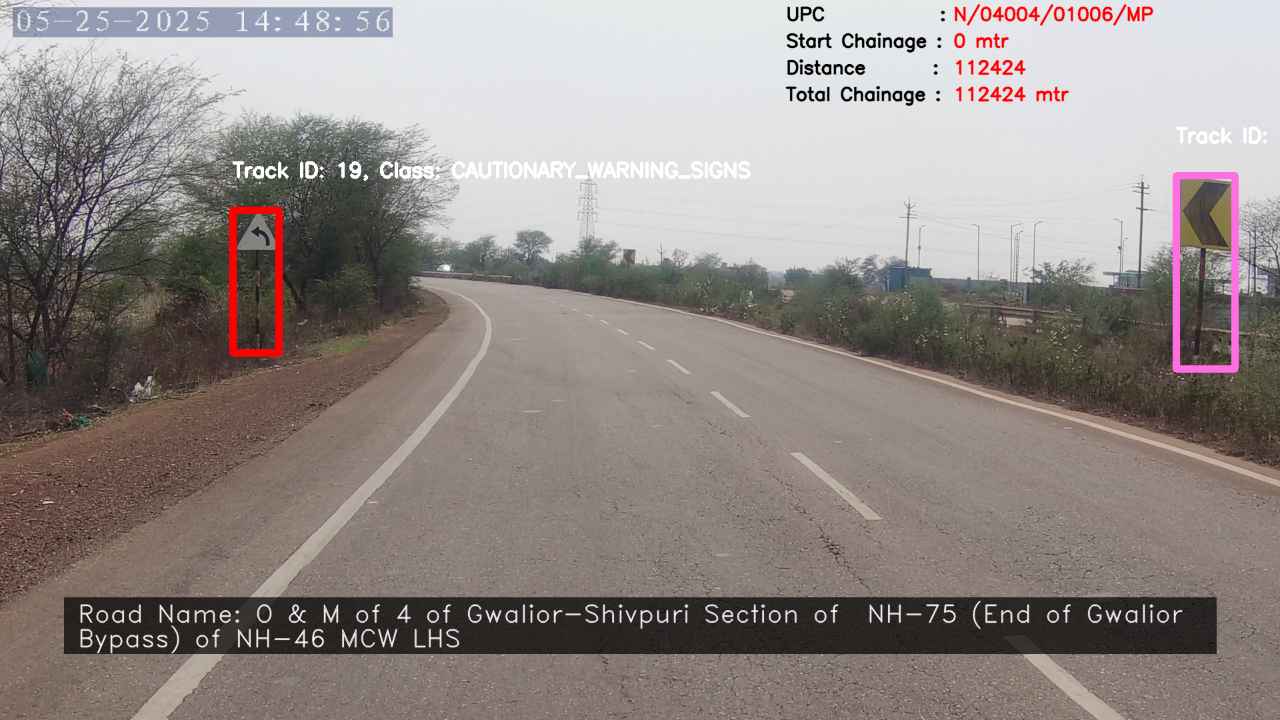 05-25-2025 14:48:56
UPC : N/04004/01006/MP
Start Chainage : 0 mtr
Distance : 112424
Total Chainage : 112424 mtr
Track ID:
Track ID: 19, Class: CAUTIONARY_WARNING_SIGNS
Road Name: O & M of 4 of Gwalior-Shivpuri Section of NH-75 (End of Gwalior
Bypass) of NH-46 MCW LHS